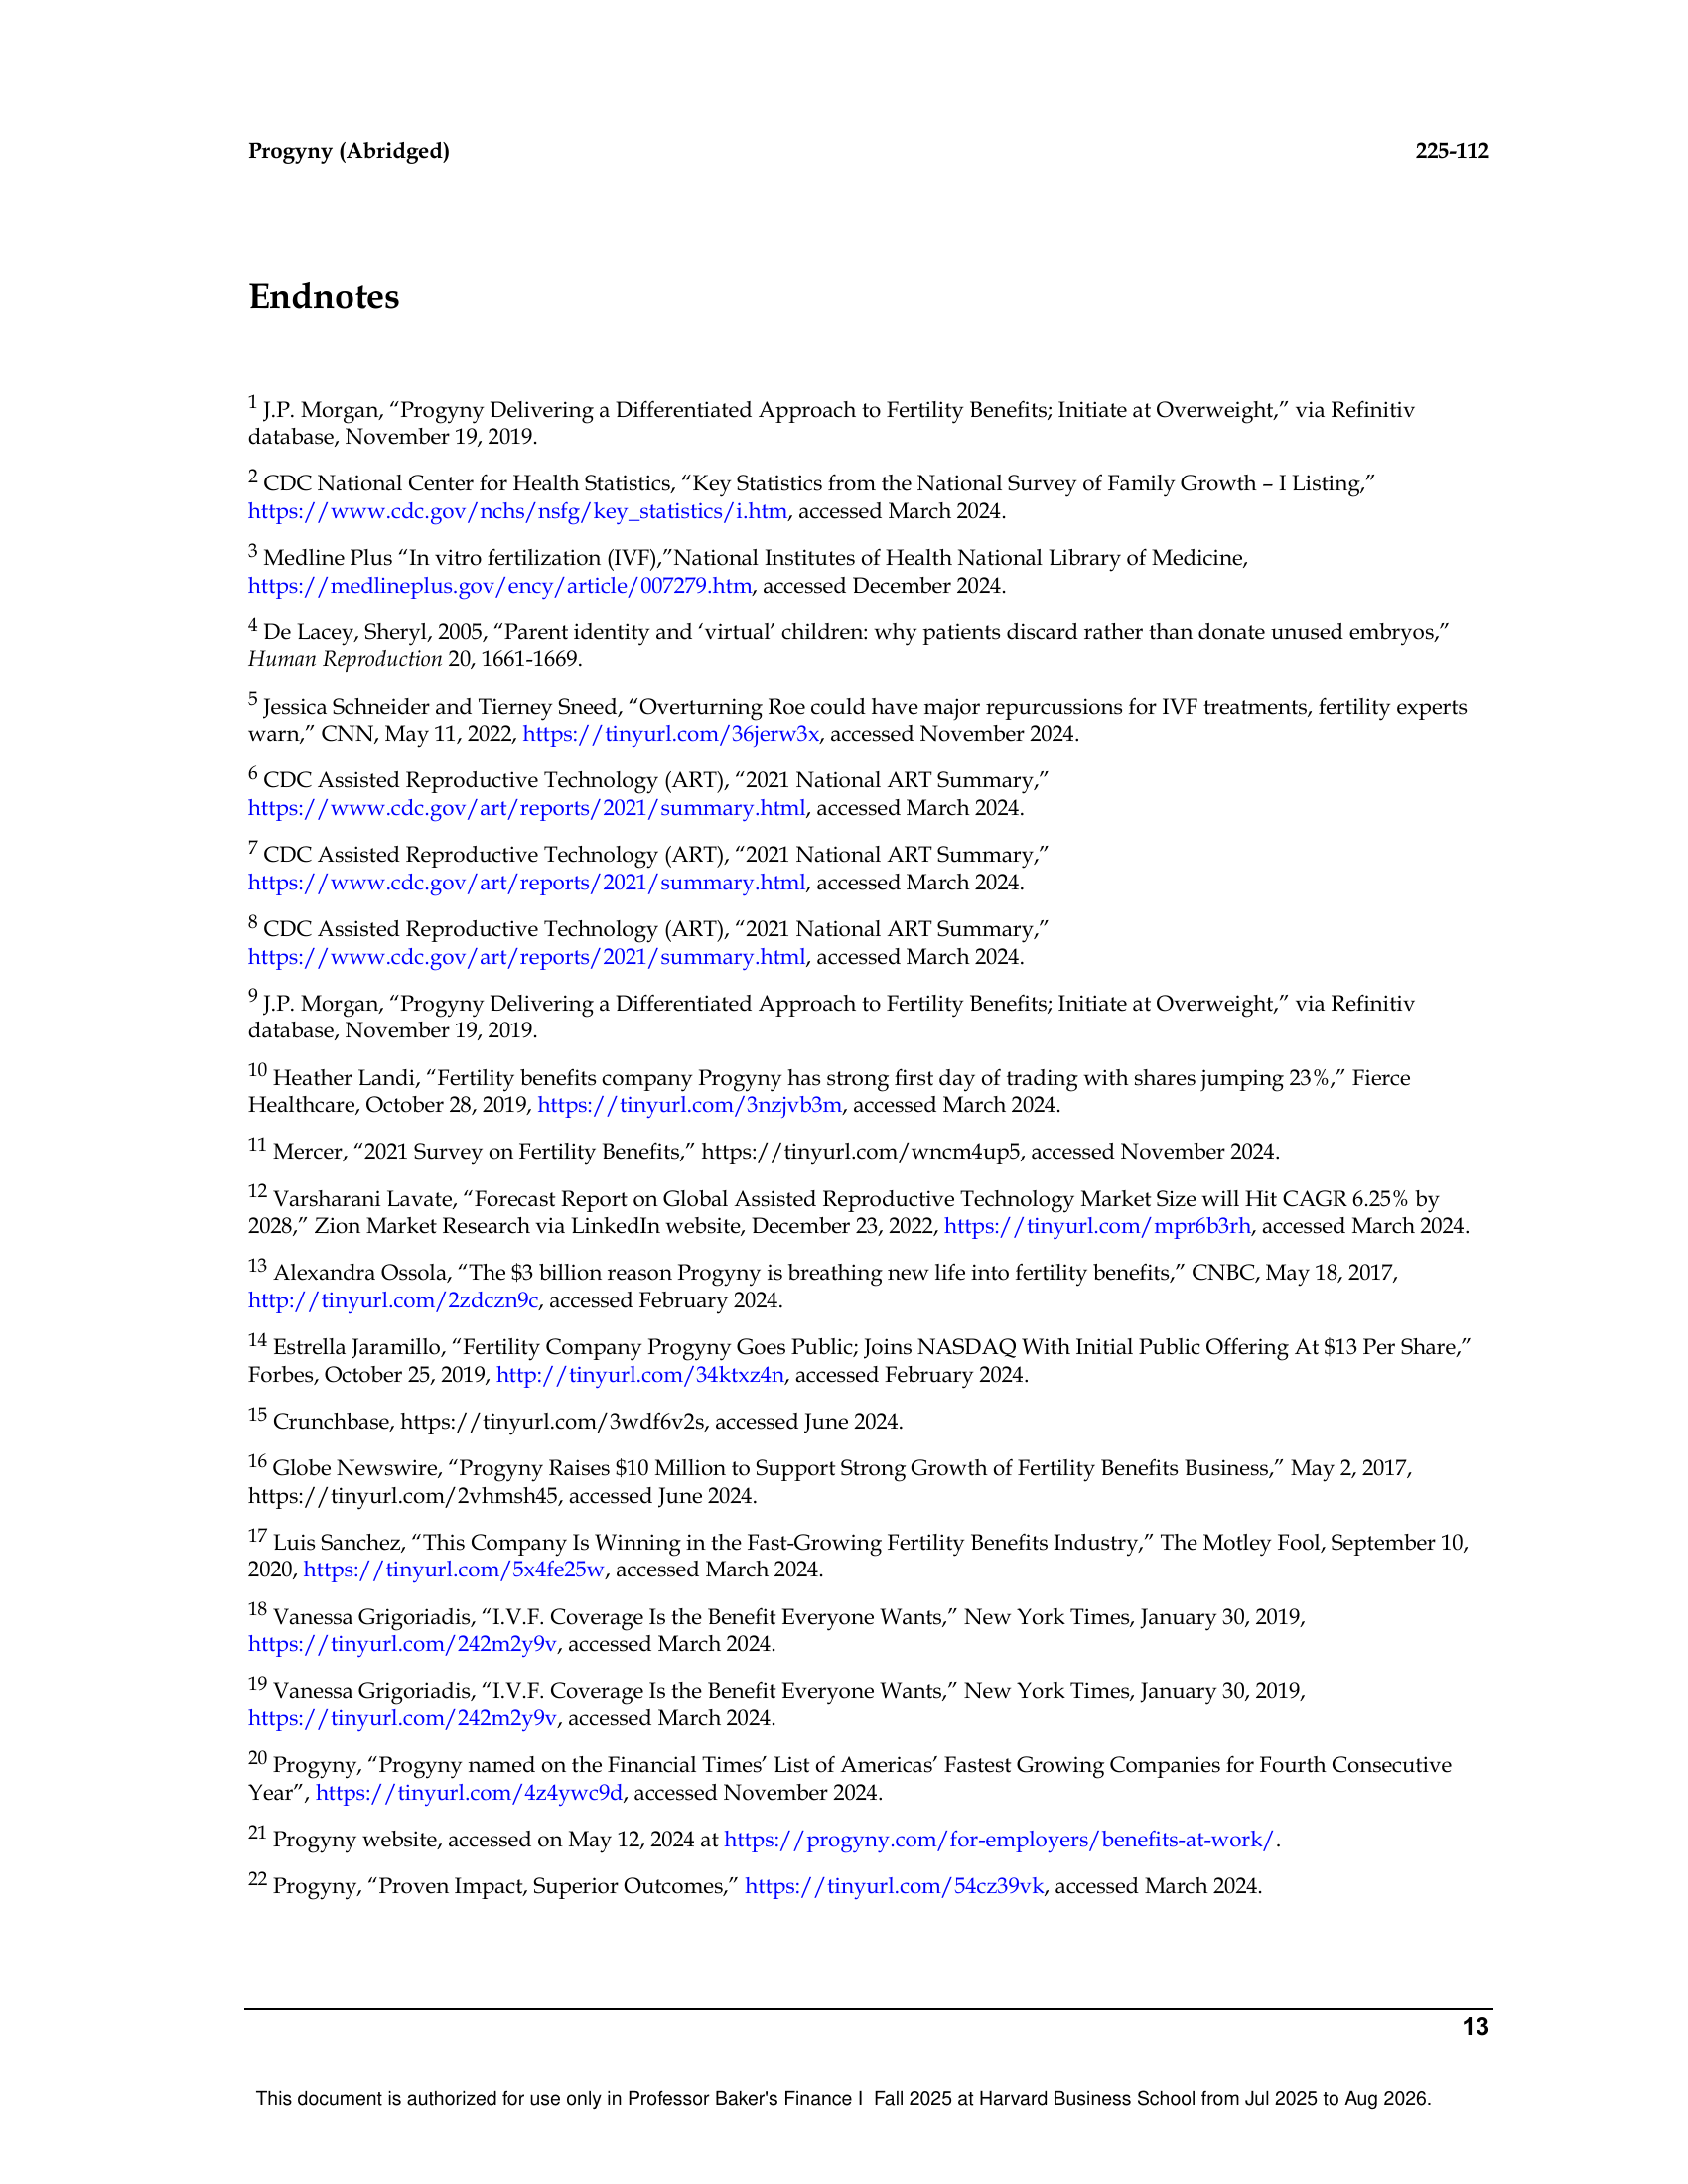 Progyny (Abridged) 225-112
Endnotes
1 J.P. Morgan, “Progyny Delivering a Differentiated Approach to Fertility Benefits; Initiate at Overweight,” via Refinitiv
database, November 19, 2019.
2 CDC National Center for Health Statistics, “Key Statistics from the National Survey of Family Growth – I Listing,”
https://www.cdc.gov/nchs/nsfg/key_statistics/i.htm, accessed March 2024.
3 Medline Plus “In vitro fertilization (IVF),”National Institutes of Health National Library of Medicine,
https://medlineplus.gov/ency/article/007279.htm, accessed December 2024.
4 De Lacey, Sheryl, 2005, “Parent identity and ‘virtual’ children: why patients discard rather than donate unused embryos,”
Human Reproduction 20, 1661-1669.
5 Jessica Schneider and Tierney Sneed, “Overturning Roe could have major repurcussions for IVF treatments, fertility experts
warn,” CNN, May 11, 2022, https://tinyurl.com/36jerw3x, accessed November 2024.
6 CDC Assisted Reproductive Technology (ART), “2021 National ART Summary,”
https://www.cdc.gov/art/reports/2021/summary.html, accessed March 2024.
7 CDC Assisted Reproductive Technology (ART), “2021 National ART Summary,”
https://www.cdc.gov/art/reports/2021/summary.html, accessed March 2024.
8 CDC Assisted Reproductive Technology (ART), “2021 National ART Summary,”
https://www.cdc.gov/art/reports/2021/summary.html, accessed March 2024.
9 J.P. Morgan, “Progyny Delivering a Differentiated Approach to Fertility Benefits; Initiate at Overweight,” via Refinitiv
database, November 19, 2019.
10 Heather Landi, “Fertility benefits company Progyny has strong first day of trading with shares jumping 23%,” Fierce
Healthcare, October 28, 2019, https://tinyurl.com/3nzjvb3m, accessed March 2024.
11 Mercer, “2021 Survey on Fertility Benefits,” https://tinyurl.com/wncm4up5, accessed November 2024.
12 Varsharani Lavate, “Forecast Report on Global Assisted Reproductive Technology Market Size will Hit CAGR 6.25% by
2028,” Zion Market Research via LinkedIn website, December 23, 2022, https://tinyurl.com/mpr6b3rh, accessed March 2024.
13 Alexandra Ossola, “The $3 billion reason Progyny is breathing new life into fertility benefits,” CNBC, May 18, 2017,
http://tinyurl.com/2zdczn9c, accessed February 2024.
14 Estrella Jaramillo, “Fertility Company Progyny Goes Public; Joins NASDAQ With Initial Public Offering At $13 Per Share,”
Forbes, October 25, 2019, http://tinyurl.com/34ktxz4n, accessed February 2024.
15 Crunchbase, https://tinyurl.com/3wdf6v2s, accessed June 2024.
16 Globe Newswire, “Progyny Raises $10 Million to Support Strong Growth of Fertility Benefits Business,” May 2, 2017,
https://tinyurl.com/2vhmsh45, accessed June 2024.
17 Luis Sanchez, “This Company Is Winning in the Fast-Growing Fertility Benefits Industry,” The Motley Fool, September 10,
2020, https://tinyurl.com/5x4fe25w, accessed March 2024.
18 Vanessa Grigoriadis, “I.V.F. Coverage Is the Benefit Everyone Wants,” New York Times, January 30, 2019,
https://tinyurl.com/242m2y9v, accessed March 2024.
19 Vanessa Grigoriadis, “I.V.F. Coverage Is the Benefit Everyone Wants,” New York Times, January 30, 2019,
https://tinyurl.com/242m2y9v, accessed March 2024.
20 Progyny, “Progyny named on the Financial Times’ List of Americas’ Fastest Growing Companies for Fourth Consecutive
Year”, https://tinyurl.com/4z4ywc9d, accessed November 2024.
21 Progyny website, accessed on May 12, 2024 at https://progyny.com/for-employers/benefits-at-work/.
22 Progyny, “Proven Impact, Superior Outcomes,” https://tinyurl.com/54cz39vk, accessed March 2024.
13
This document is authorized for use only in Professor Baker's Finance I Fall 2025 at Harvard Business School from Jul 2025 to Aug 2026.